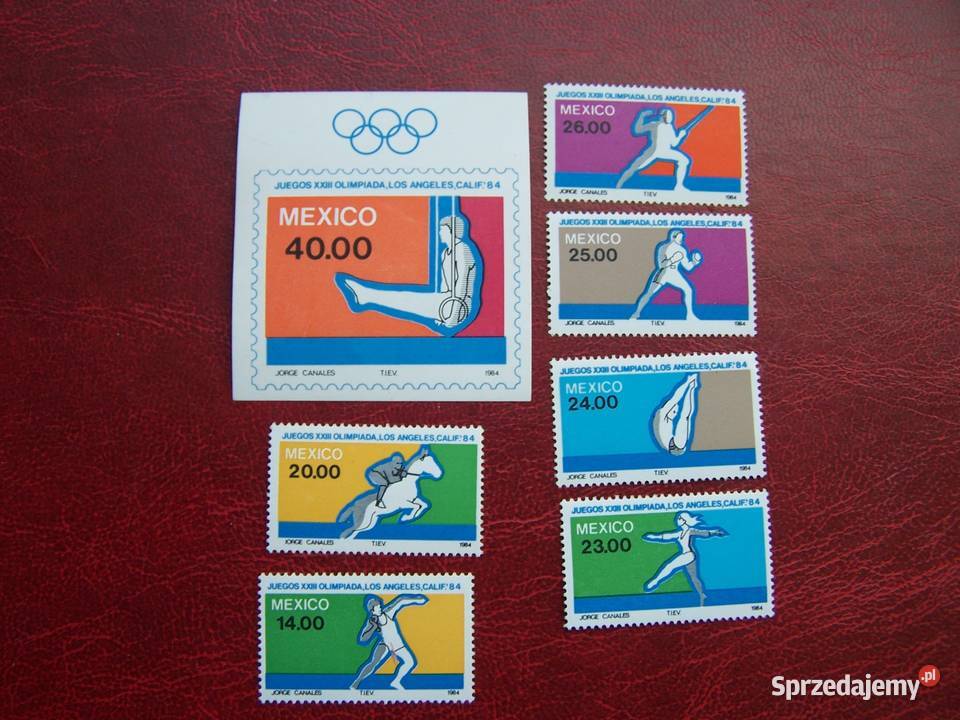 JUEGOS XXIII OLIMPIADA, LOS ANGELES, CALIF.'84
MEXICO
40.00
JORGE CANALES T.I.E.V. 1984
JUEGOS XXIII OLIMPIADA, LOS ANGELES, CALIF.'84
MEXICO
20.00
JORGE CANALES T.I.E.V. 1984
JUEGOS XXIII OLIMPIADA, LOS ANGELES, CALIF.'84
MEXICO
14.00
JORGE CANALES T.I.E.V. 1984
JUEGOS XXIII OLIMPIADA, LOS ANGELES, CALIF.'84
MEXICO
26.00
JORGE CANALES T.I.E.V. 1984
JUEGOS XXIII OLIMPIADA, LOS ANGELES, CALIF.'84
MEXICO
25.00
JORGE CANALES T.I.E.V. 1984
JUEGOS XXIII OLIMPIADA, LOS ANGELES, CALIF.'84
MEXICO
24.00
JORGE CANALES T.I.E.V. 1984
JUEGOS XXIII OLIMPIADA, LOS ANGELES, CALIF.'84
MEXICO
23.00
JORGE CANALES T.I.E.V. 1984
Sprzedajemy.pl